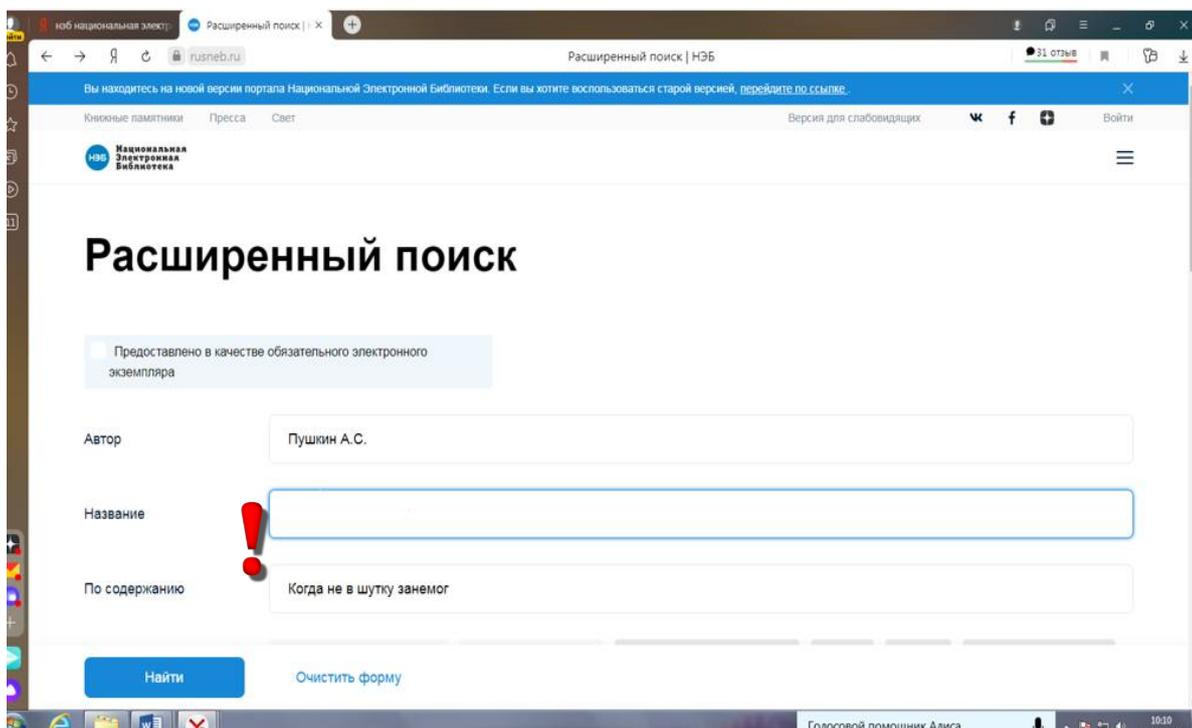 нэб национальная электр
Расширенный поиск |
rusneb.ru
Расширенный поиск | НЭБ
31 отзыв
Вы находитесь на новой версии портала Национальной Электронной Библиотеки. Если вы хотите воспользоваться старой версией, перейдите по ссылке .
Книжные памятники Пресса Свет Версия для слабовидящих Войти
НЭБ
Национальная
Электронная
Библиотека
Расширенный поиск
Предоставлено в качестве обязательного электронного
экземпляра
Автор Пушкин А.С.
Название
!
По содержанию Когда не в шутку занемог
Найти Очистить форму
Голосовой помощник Алиса
10:10